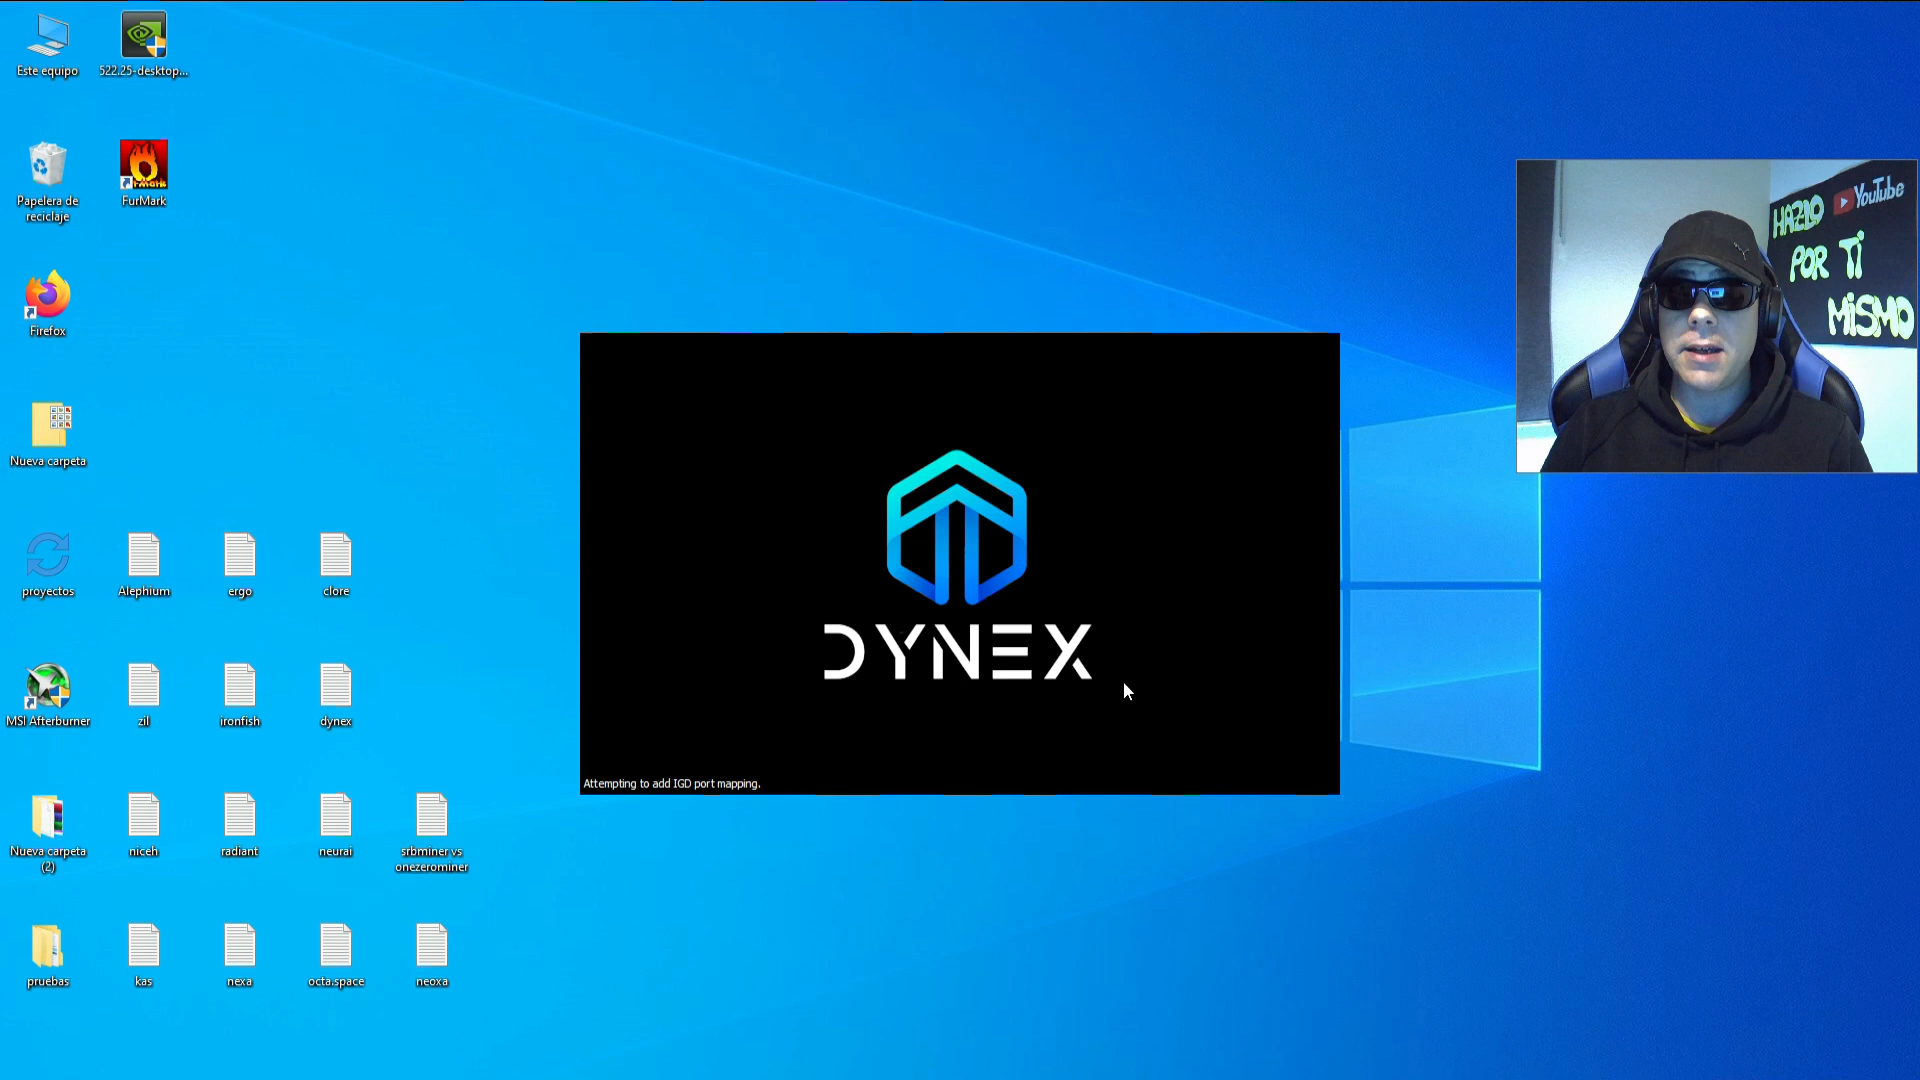 Este equipo
522.25-desktop...
Papelera de
reciclaje
FurMark
Firefox
Nueva carpeta
proyectos
Alephium
ergo
clore
MSI Afterburner
zil
ironfish
dynex
Nueva carpeta
(2)
niceh
radiant
neurai
srbminer vs
onezerominer
pruebas
kas
nexa
octa.space
neoxa
DYNEX
Attempting to add IGD port mapping.
YouTube
HAZLO
POR Ti
MiSMO